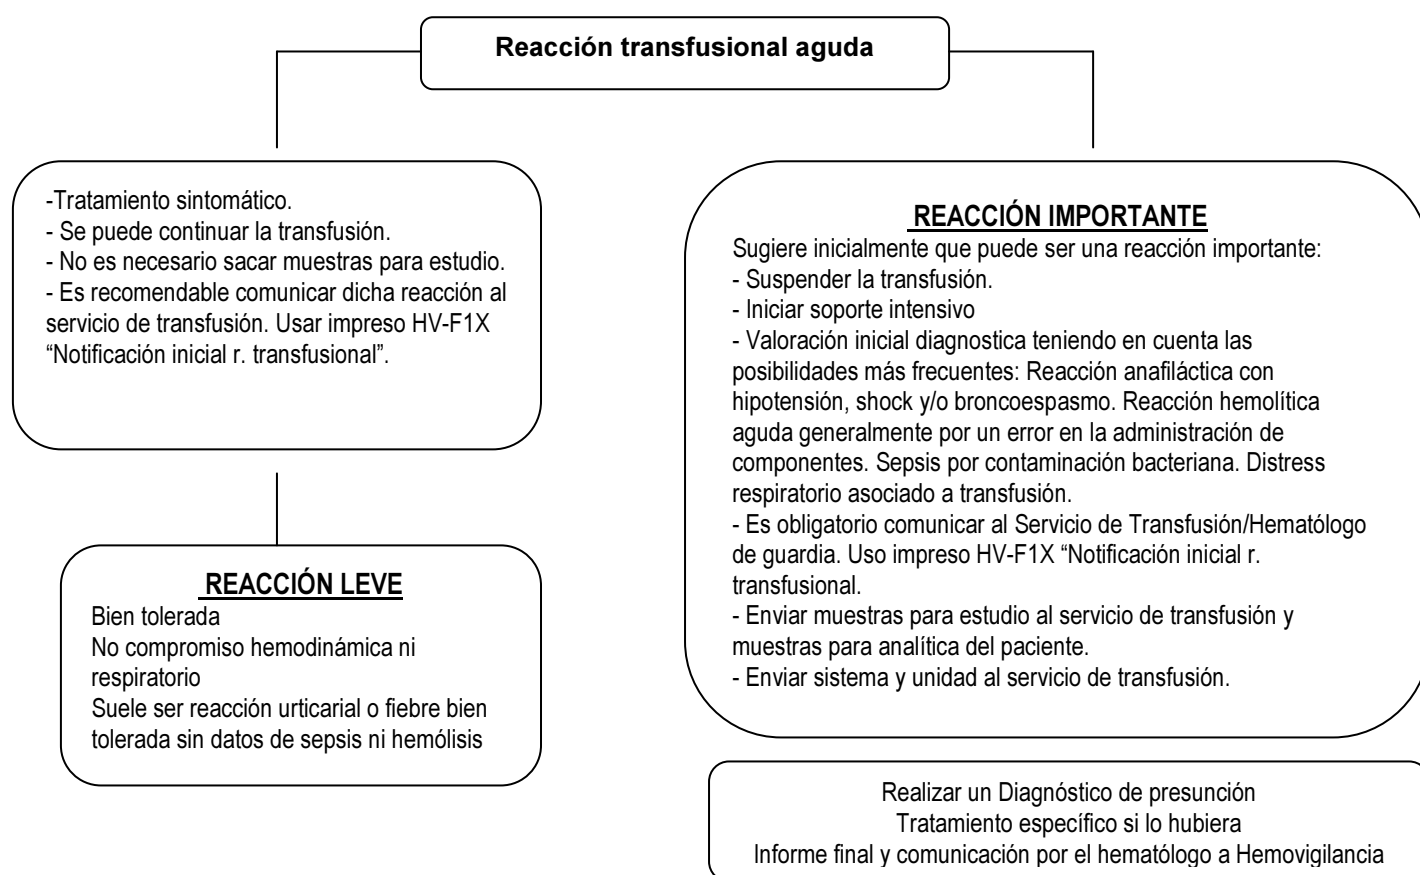 Reacción transfusional aguda
-Tratamiento sintomático.
- Se puede continuar la transfusión.
- No es necesario sacar muestras para estudio.
- Es recomendable comunicar dicha reacción al
servicio de transfusión. Usar impreso HV-F1X
“Notificación inicial r. transfusional”.
REACCIÓN LEVE
Bien tolerada
No compromiso hemodinámica ni
respiratorio
Suele ser reacción urticarial o fiebre bien
tolerada sin datos de sepsis ni hemólisis
REACCIÓN IMPORTANTE
Sugiere inicialmente que puede ser una reacción importante:
- Suspender la transfusión.
- Iniciar soporte intensivo
- Valoración inicial diagnostica teniendo en cuenta las
posibilidades más frecuentes: Reacción anafiláctica con
hipotensión, shock y/o broncoespasmo. Reacción hemolítica
aguda generalmente por un error en la administración de
componentes. Sepsis por contaminación bacteriana. Distress
respiratorio asociado a transfusión.
- Es obligatorio comunicar al Servicio de Transfusión/Hematólogo
de guardia. Uso impreso HV-F1X “Notificación inicial r.
transfusional.
- Enviar muestras para estudio al servicio de transfusión y
muestras para analítica del paciente.
- Enviar sistema y unidad al servicio de transfusión.
Realizar un Diagnóstico de presunción
Tratamiento específico si lo hubiera
Informe final y comunicación por el hematólogo a Hemovigilancia